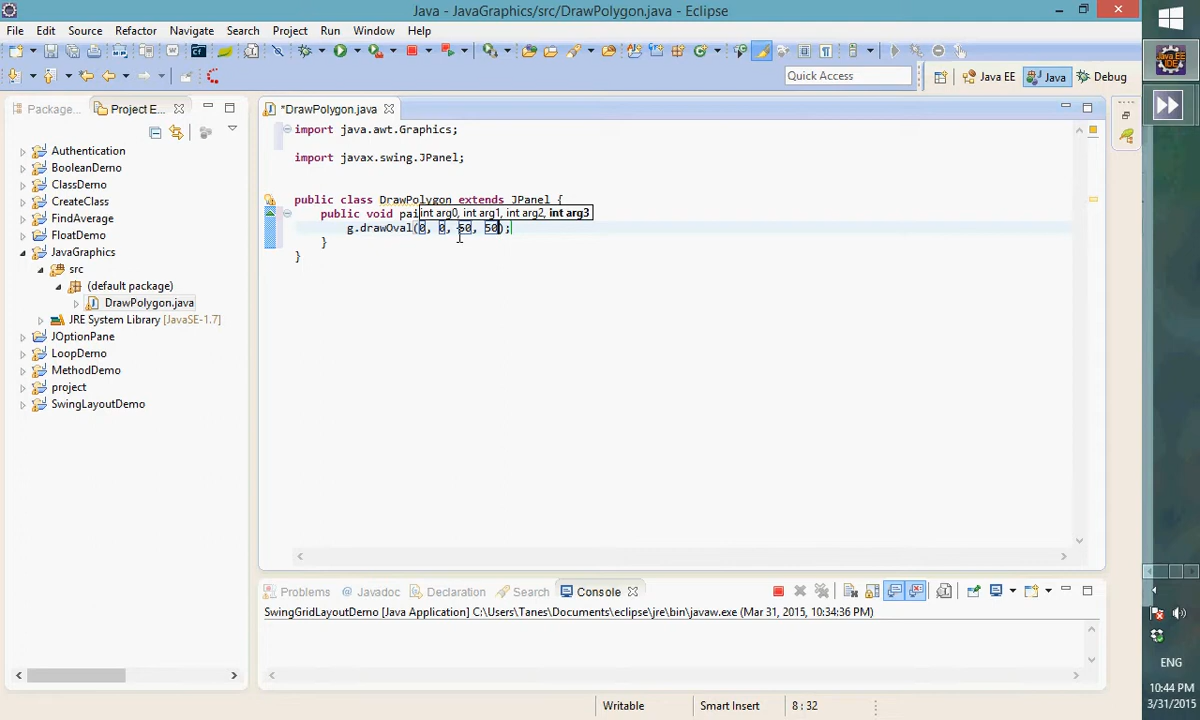 Java - JavaGraphics/src/DrawPolygon.java - Eclipse
File Edit Source Refactor Navigate Search Project Run Window Help
Quick Access
Java EE
Java
Debug
Package...
Project E...
*DrawPolygon.java
Authentication
BooleanDemo
ClassDemo
CreateClass
FindAverage
FloatDemo
JavaGraphics
src
(default package)
DrawPolygon.java
JRE System Library [JavaSE-1.7]
JOptionPane
LoopDemo
MethodDemo
project
SwingLayoutDemo
import java.awt.Graphics;
import javax.swing.JPanel;
public class DrawPolygon extends JPanel {
public void pai
int arg0, int arg1, int arg2, int arg3
g.drawOval(0, 0, 50, 50);
}
}
Problems Javadoc Declaration Search Console
SwingGridLayoutDemo [Java Application] C:\Users\Tanes\Documents\eclipse\jre\bin\javaw.exe (Mar 31, 2015, 10:34:36 PM)
Writable Smart Insert 8 : 32
ENG
10:44 PM
3/31/2015